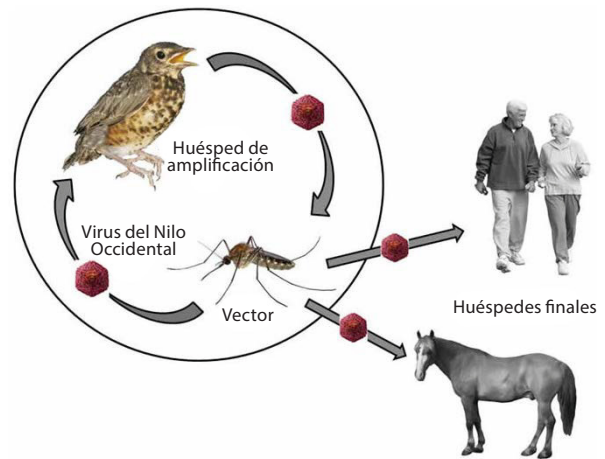 Huésped de
amplificación
Virus del Nilo
Occidental
Vector
Huéspedes finales